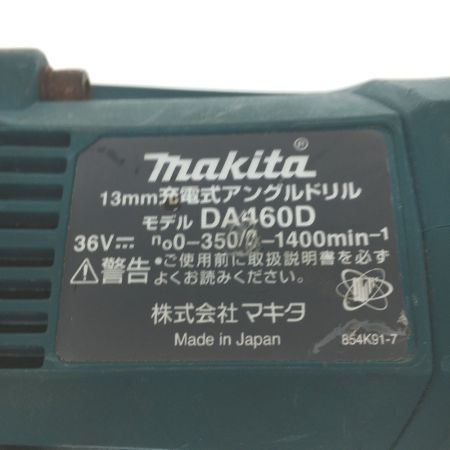 makita®
13mm充電式アングルドリル
モデル DA460D
36V⎓ n₀0-350/0-1400min⁻¹
⚠警告 •ご使用前に取扱説明書を必ず
よくお読みください。
株式会社 マキタ
Made in Japan
854K91-7